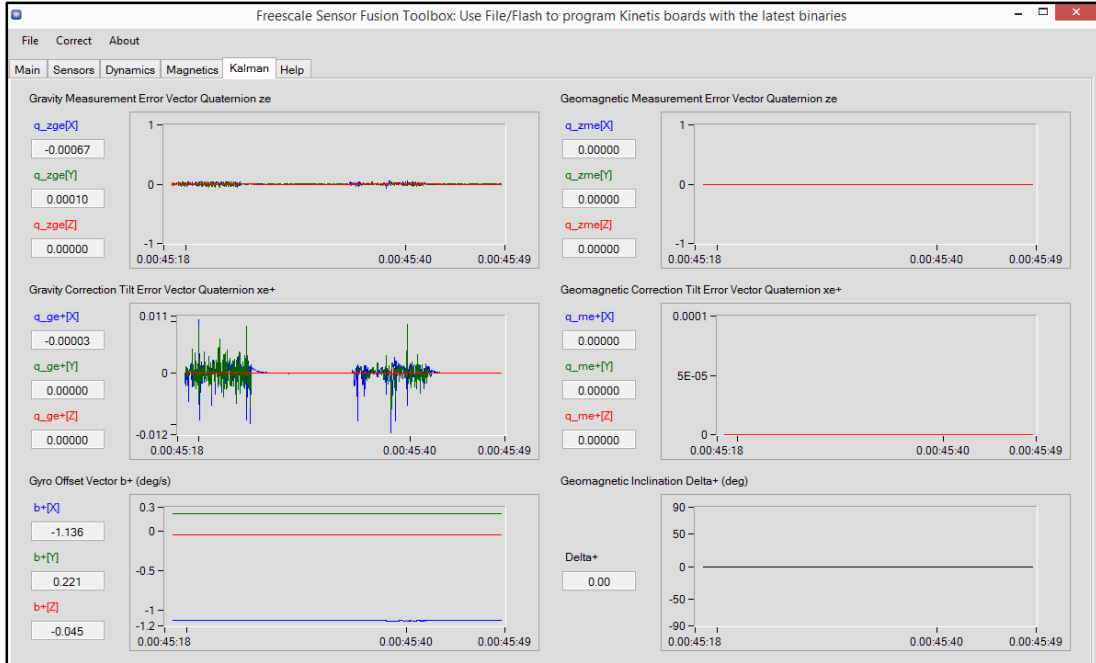 Freescale Sensor Fusion Toolbox: Use File/Flash to program Kinetis boards with the latest binaries
File Correct About
Main Sensors Dynamics Magnetics Kalman Help
Gravity Measurement Error Vector Quaternion ze
q_zge[X]
-0.00067
q_zge[Y]
0.00010
q_zge[Z]
0.00000
1
0
-1
0.00:45:18 0.00:45:40 0.00:45:49
Geomagnetic Measurement Error Vector Quaternion ze
q_zme[X]
0.00000
q_zme[Y]
0.00000
q_zme[Z]
0.00000
1
0
-1
0.00:45:18 0.00:45:40 0.00:45:49
Gravity Correction Tilt Error Vector Quaternion xe+
q_ge+[X]
-0.00003
q_ge+[Y]
0.00000
q_ge+[Z]
0.00000
0.011
0
-0.012
0.00:45:18 0.00:45:40 0.00:45:49
Geomagnetic Correction Tilt Error Vector Quaternion xe+
q_me+[X]
0.00000
q_me+[Y]
0.00000
q_me+[Z]
0.00000
0.0001
5E-05
0
0.00:45:18 0.00:45:40 0.00:45:49
Gyro Offset Vector b+ (deg/s)
b+[X]
-1.136
b+[Y]
0.221
b+[Z]
-0.045
0.3
0
-0.5
-1
-1.2
0.00:45:18 0.00:45:40 0.00:45:49
Geomagnetic Inclination Delta+ (deg)
Delta+
0.00
90
50
0
-50
-90
0.00:45:18 0.00:45:40 0.00:45:49